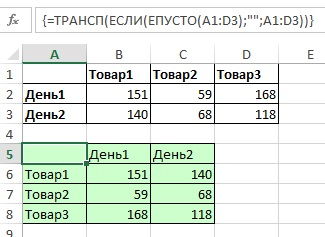 fx {=ТРАНСП(ЕСЛИ(ЕПУСТО(A1:D3);"";A1:D3))}
A B C D
1 Товар1 Товар2 Товар3
2 День1 151 59 168
3 День2 140 68 118
4
5 День1 День2
6 Товар1 151 140
7 Товар2 59 68
8 Товар3 168 118